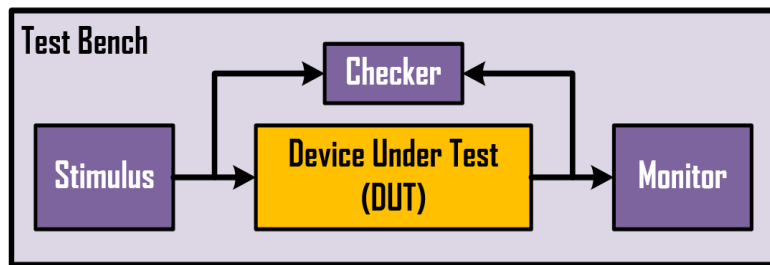 Test Bench
Checker
Stimulus
Device Under Test
(DUT)
Monitor